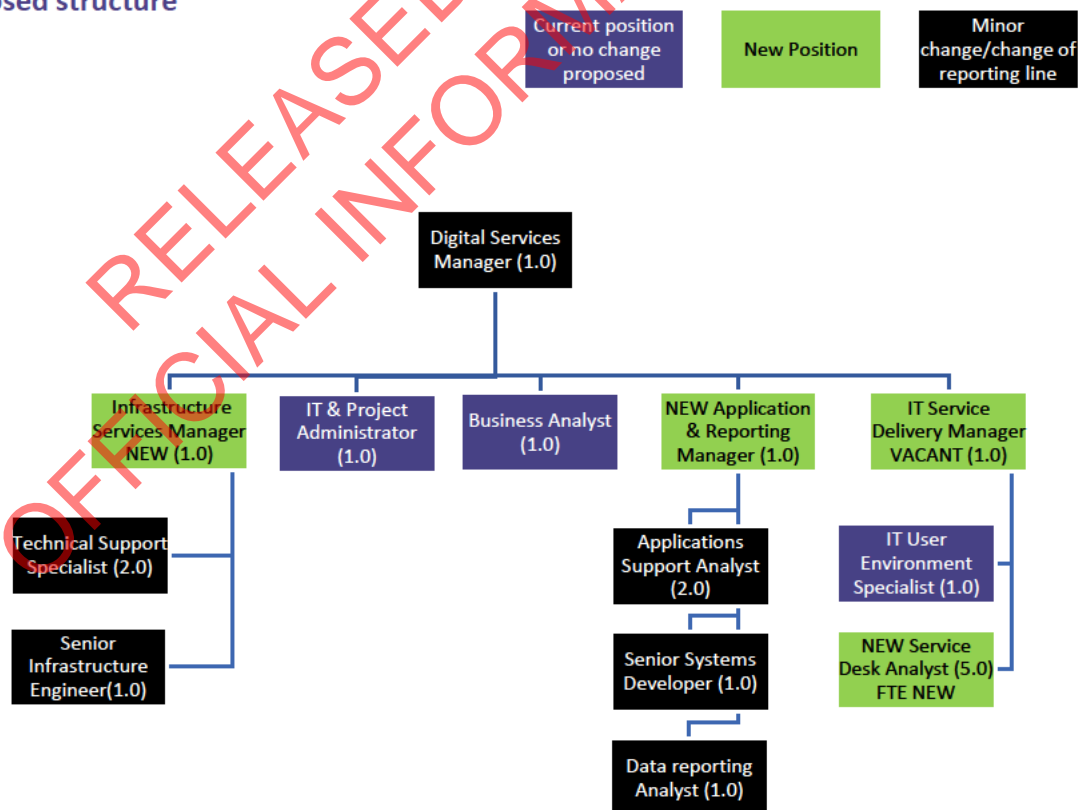 osed structure
Current position
or no change
proposed
New Position
Minor
change/change of
reporting line
RELEASED
OFFICIAL INFORMA
Digital Services
Manager (1.0)
Infrastructure
Services Manager
NEW (1.0)
IT & Project
Administrator
(1.0)
Business Analyst
(1.0)
NEW Application
& Reporting
Manager (1.0)
IT Service
Delivery Manager
VACANT (1.0)
Technical Support
Specialist (2.0)
Senior
Infrastructure
Engineer(1.0)
Applications
Support Analyst
(2.0)
Senior Systems
Developer (1.0)
Data reporting
Analyst (1.0)
IT User
Environment
Specialist (1.0)
NEW Service
Desk Analyst (5.0)
FTE NEW